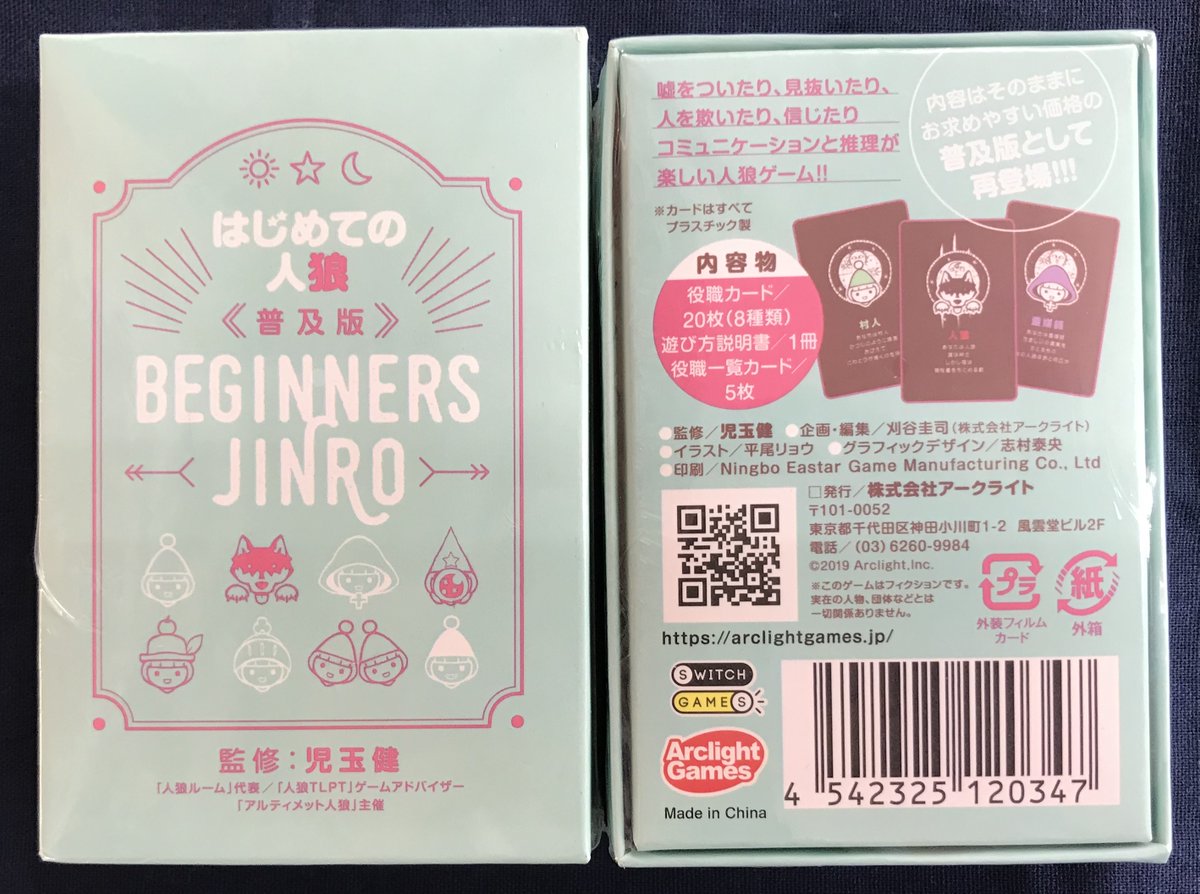 はじめての
人狼
《普及版》
BEGINNERS
JINRO
監修：児玉健
「人狼ルーム」代表／「人狼TLPT」ゲームアドバイザー
「アルティメット人狼」主催
嘘をついたり、見抜いたり、
人を欺いたり、信じたり
コミュニケーションと推理が
楽しい人狼ゲーム!!
内容はそのままに
お求めやすい価格の
普及版として
再登場!!!
※カードはすべて
プラスチック製
内容物
役職カード／
20枚(8種類)
遊び方説明書／1冊
役職一覧カード／
5枚
村人
人狼
●監修／児玉健 ●企画・編集／刈谷圭司(株式会社アークライト)
●イラスト／平尾リョウ ●グラフィックデザイン／志村泰央
●印刷／Ningbo Eastar Game Manufacturing Co., Ltd
□発行／株式会社アークライト
〒101-0052
東京都千代田区神田小川町1-2 風雲堂ビル2F
電話／(03)6260-9984
©2019 Arclight,Inc.
※このゲームはフィクションです。
実在の人物、団体などとは
一切関係ありません。
プラ
外装フィルム
カード
紙
外箱
https://arclightgames.jp/
SWITCH
GAMES
Arclight
Games
Made in China
4 542325 120347